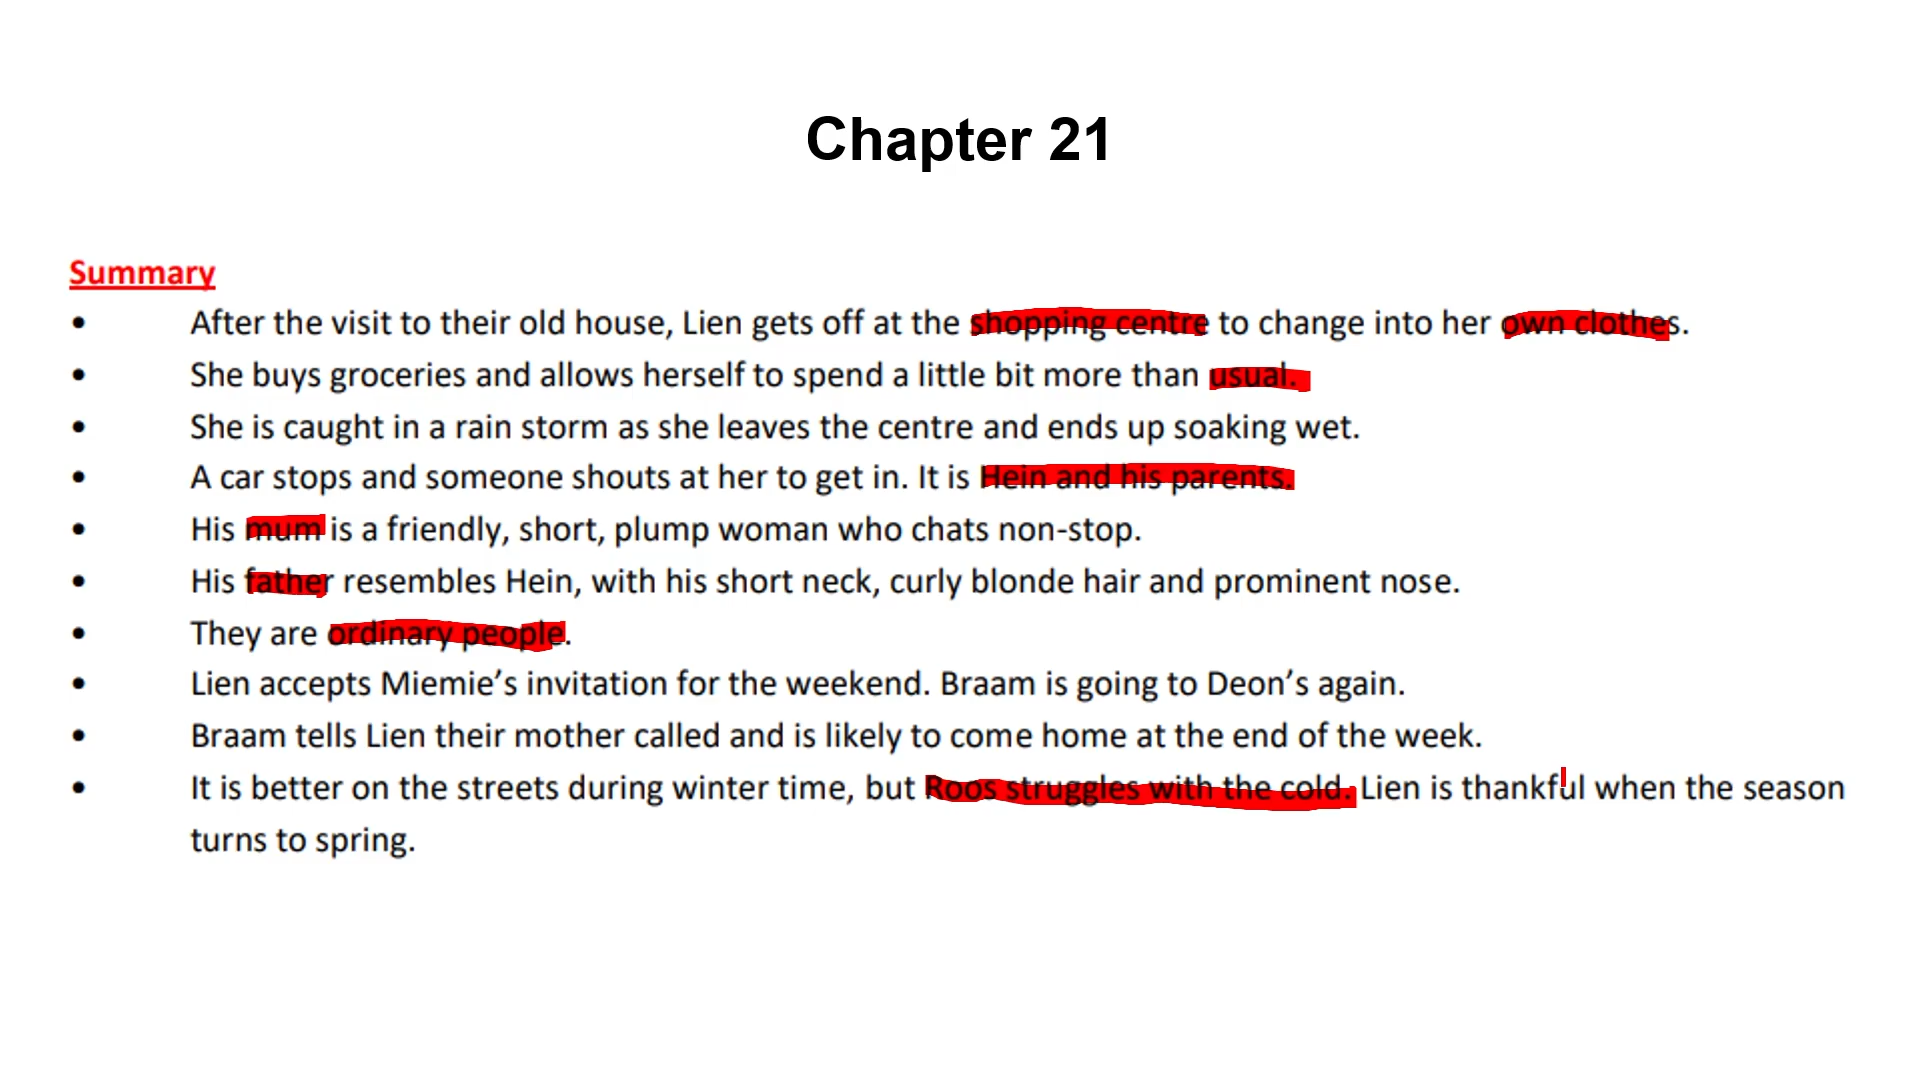 Chapter 21
Summary
• After the visit to their old house, Lien gets off at the shopping centre to change into her own clothes.
• She buys groceries and allows herself to spend a little bit more than usual.
• She is caught in a rain storm as she leaves the centre and ends up soaking wet.
• A car stops and someone shouts at her to get in. It is Hein and his parents.
• His mum is a friendly, short, plump woman who chats non-stop.
• His father resembles Hein, with his short neck, curly blonde hair and prominent nose.
• They are ordinary people.
• Lien accepts Miemie’s invitation for the weekend. Braam is going to Deon’s again.
• Braam tells Lien their mother called and is likely to come home at the end of the week.
• It is better on the streets during winter time, but Roos struggles with the cold. Lien is thankful when the season
turns to spring.